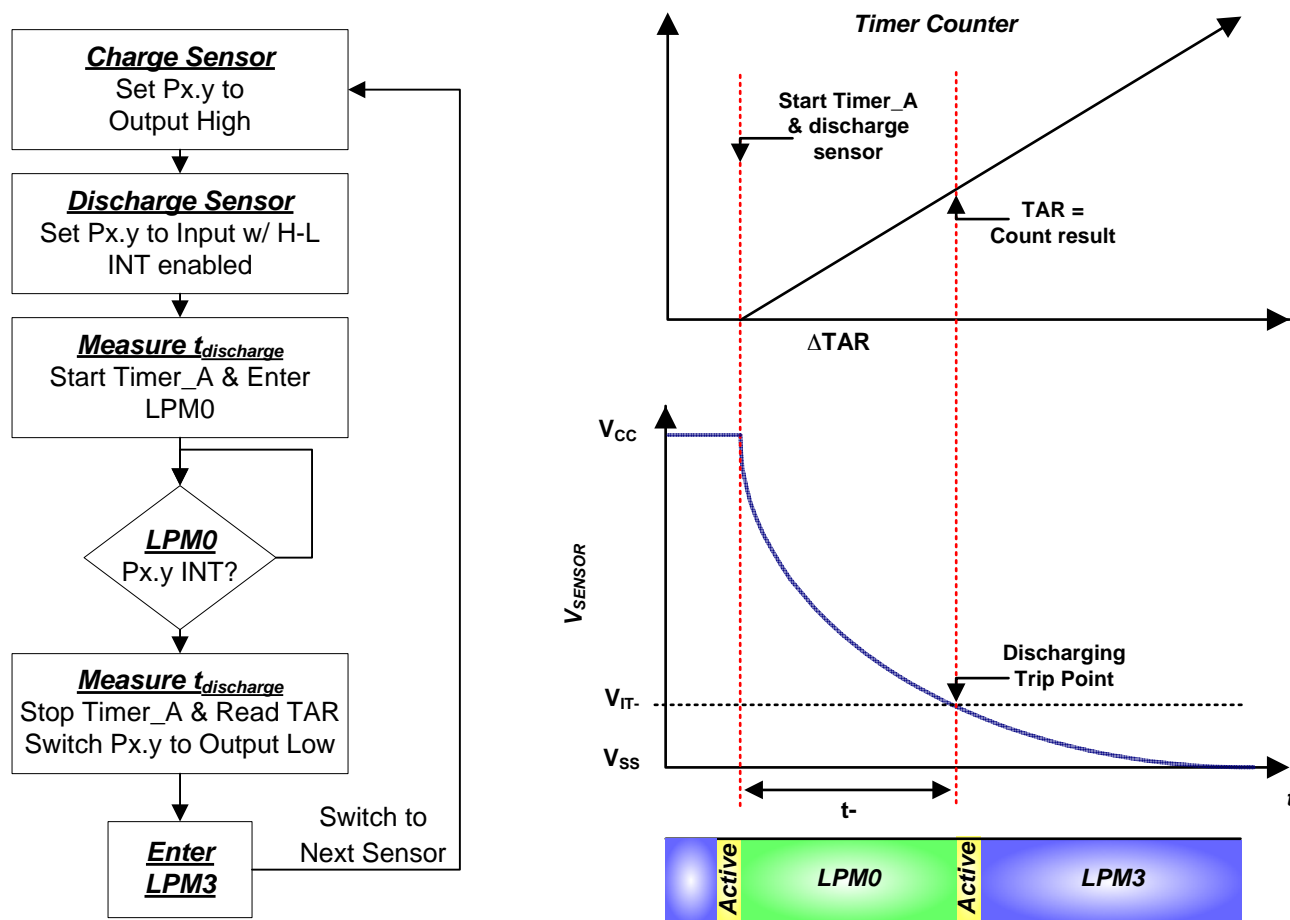 Charge Sensor
Set Px.y to
Output High
Discharge Sensor
Set Px.y to Input w/ H-L
INT enabled
Measure tdischarge
Start Timer_A & Enter
LPM0
LPM0
Px.y INT?
Measure tdischarge
Stop Timer_A & Read TAR
Switch Px.y to Output Low
Enter
LPM3
Switch to
Next Sensor
Timer Counter
Start Timer_A
& discharge
sensor
TAR =
Count result
ΔTAR
VCC
VSENSOR
Discharging
Trip Point
VIT-
VSS
t
t-
Active
LPM0
Active
LPM3